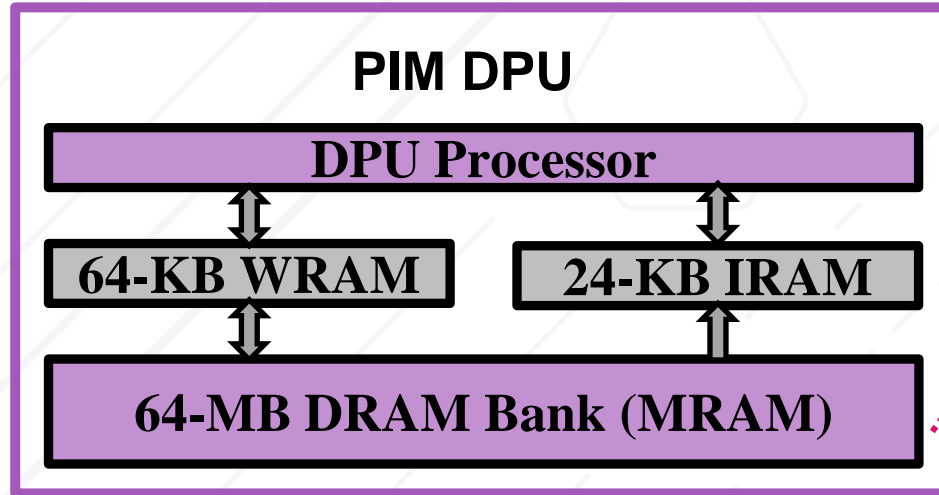 PIM DPU
DPU Processor
64-KB WRAM
24-KB IRAM
64-MB DRAM Bank (MRAM)